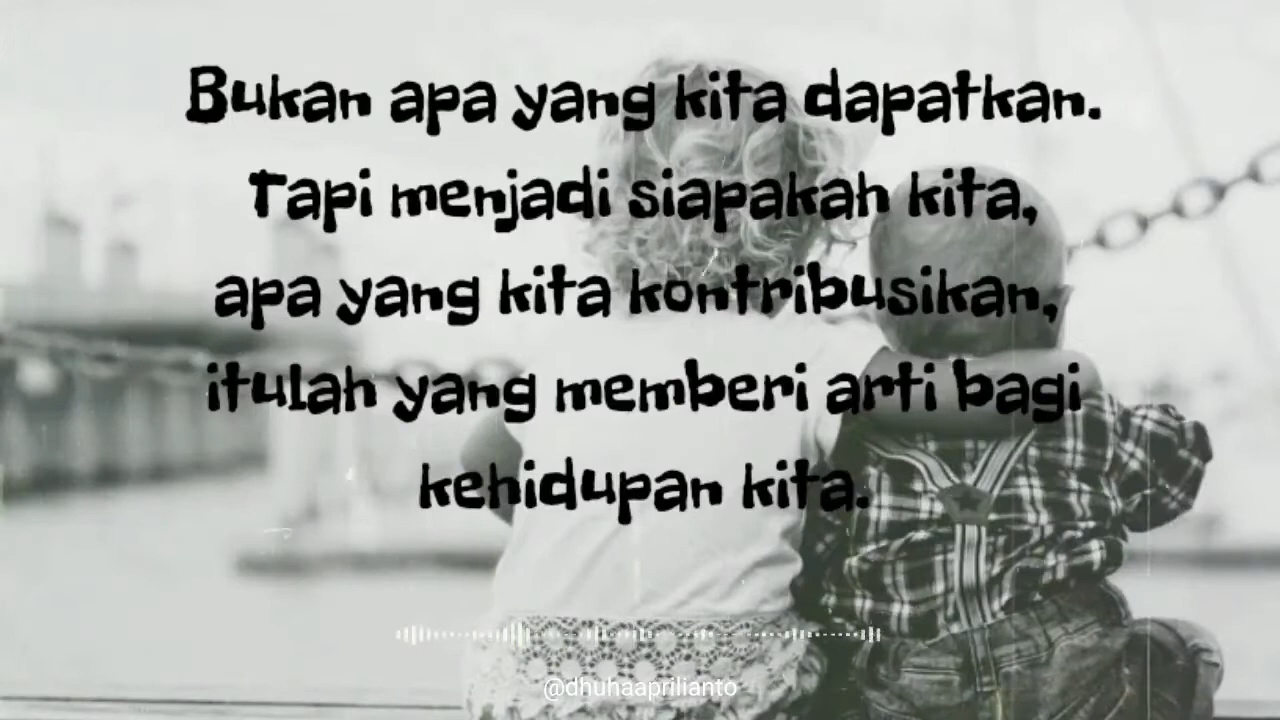 Bukan apa yang kita dapatkan.
Tapi menjadi siapakah kita,
apa yang kita kontribusikan,
itulah yang memberi arti bagi
kehidupan kita.
@dhuhaaprilianto